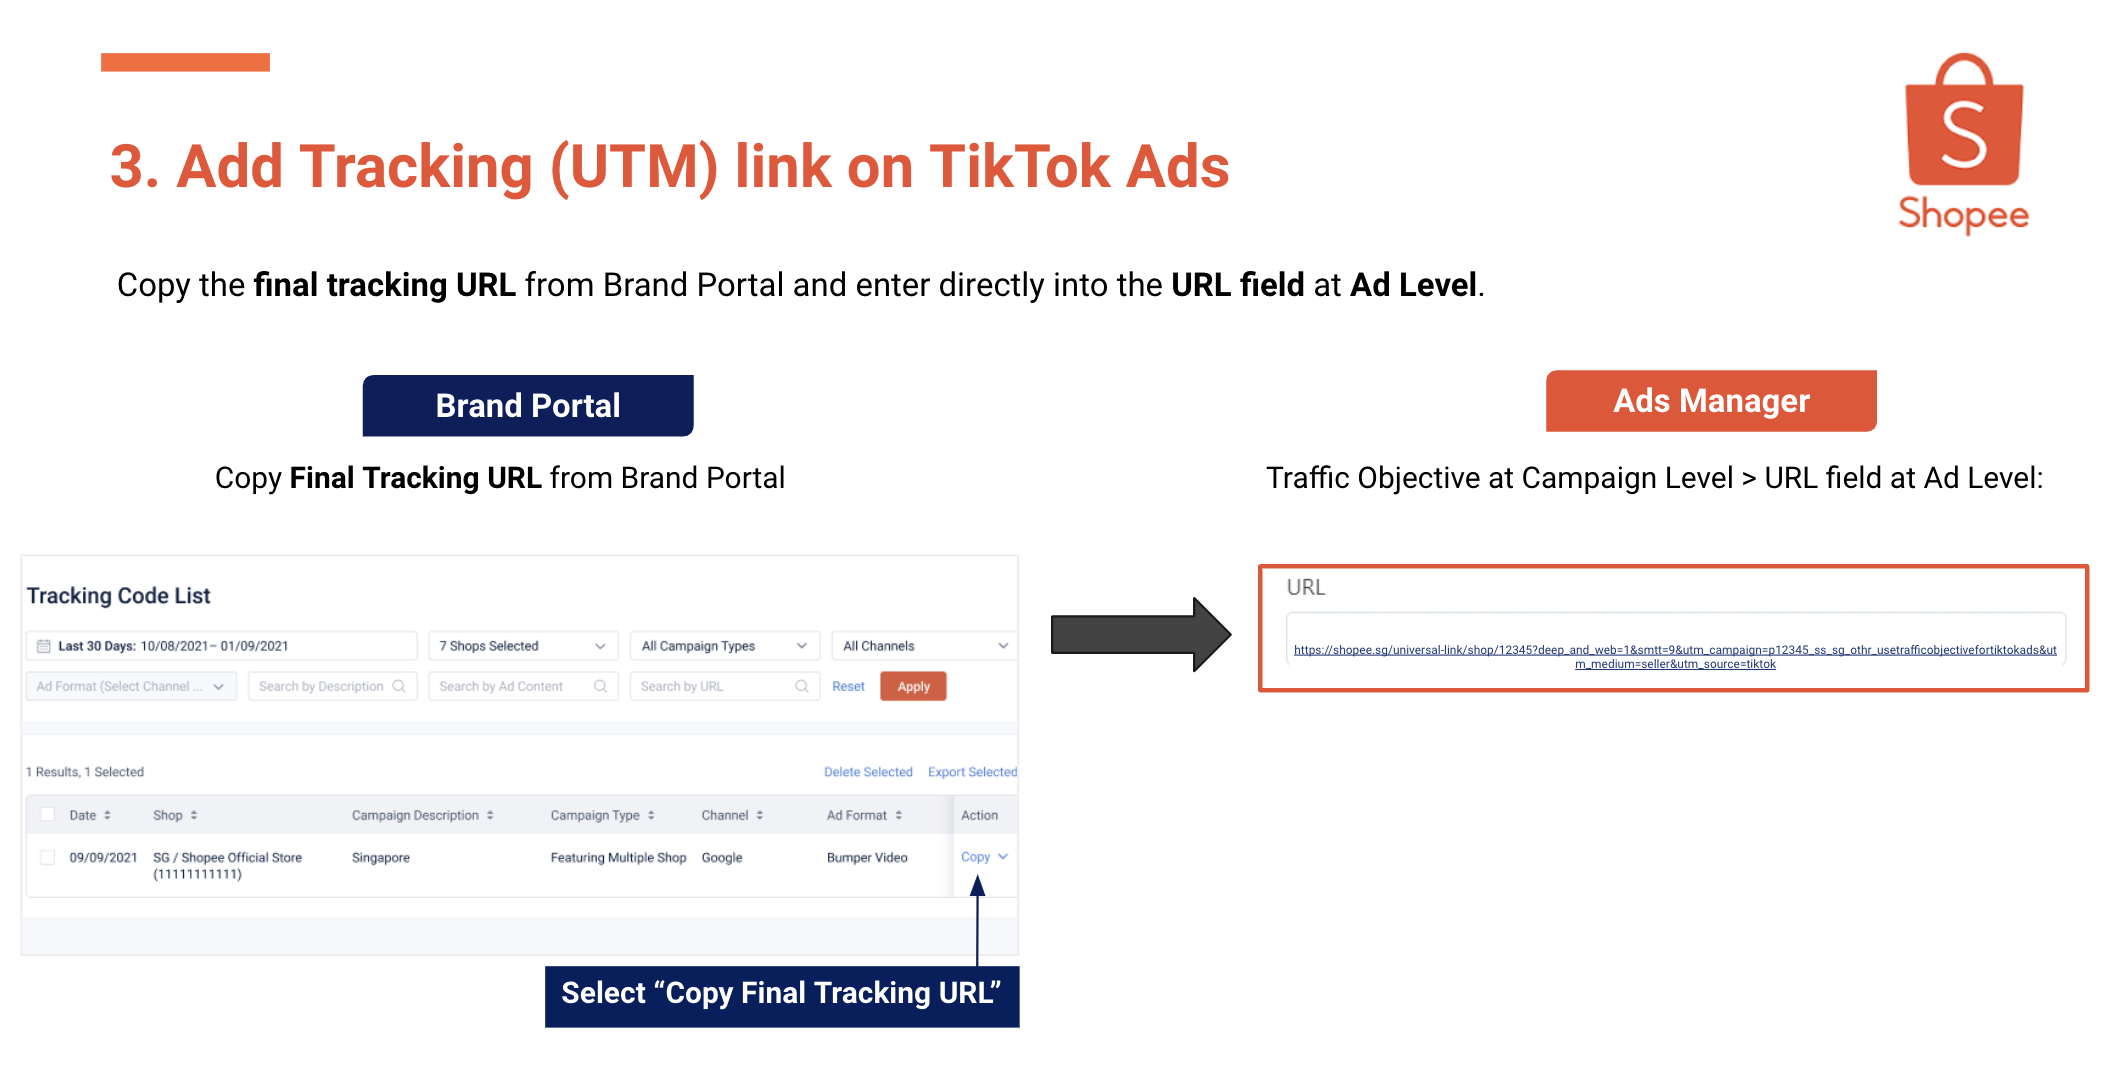 3. Add Tracking (UTM) link on TikTok Ads
S
Shopee
Copy the final tracking URL from Brand Portal and enter directly into the URL field at Ad Level.
Brand Portal
Copy Final Tracking URL from Brand Portal
Tracking Code List
Last 30 Days: 10/08/2021– 01/09/2021
7 Shops Selected
All Campaign Types
All Channels
Ad Format (Select Channel ...
Search by Description
Search by Ad Content
Search by URL
Reset
Apply
1 Results, 1 Selected
Delete Selected
Export Selected
Date
Shop
Campaign Description
Campaign Type
Channel
Ad Format
Action
09/09/2021
SG / Shopee Official Store
(11111111111)
Singapore
Featuring Multiple Shop
Google
Bumper Video
Copy
Select “Copy Final Tracking URL”
Ads Manager
Traffic Objective at Campaign Level > URL field at Ad Level:
URL
https://shopee.sg/universal-link/shop/12345?deep_and_web=1&smtt=9&utm_campaign=p12345_ss_sg_othr_usetrafficobjectivefortiktokads&ut
m_medium=seller&utm_source=tiktok